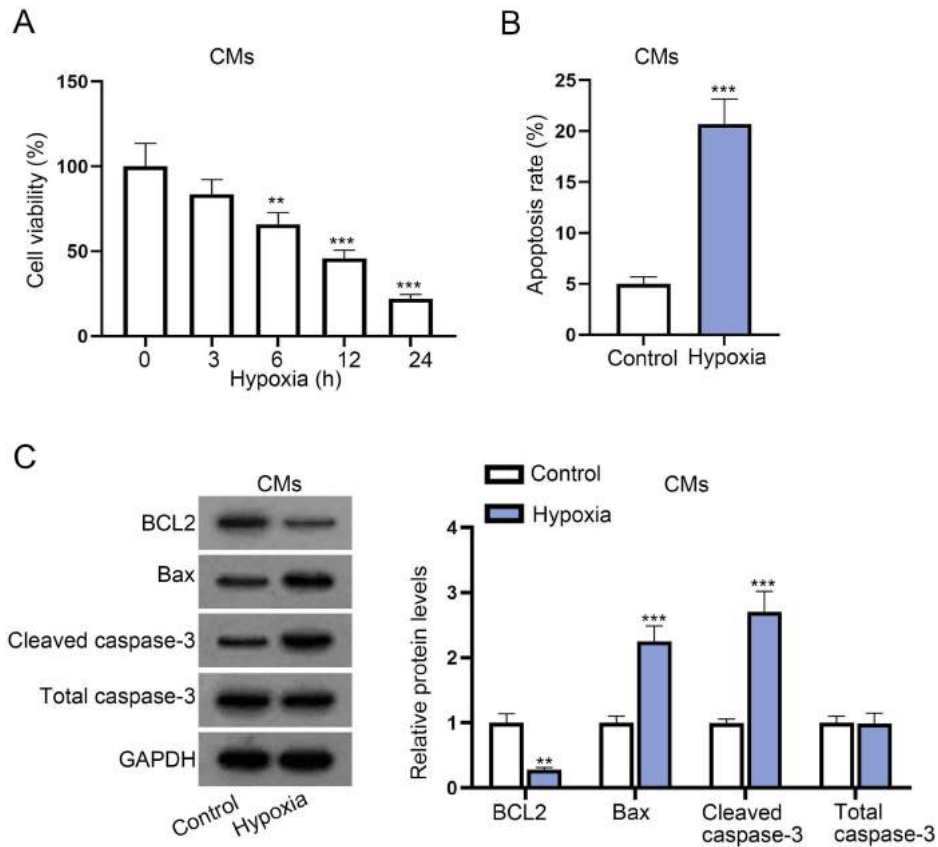 A
CMs
Cell viability (%)
150
100
50
0
**
***
***
0 3 6 12 24
Hypoxia (h)
B
CMs
Apoptosis rate (%)
25
20
15
10
5
0
***
Control Hypoxia
C
CMs
BCL2
Bax
Cleaved caspase-3
Total caspase-3
GAPDH
Control Hypoxia
Control
Hypoxia
CMs
Relative protein levels
4
3
2
1
0
**
***
***
BCL2 Bax Cleaved caspase-3 Total caspase-3